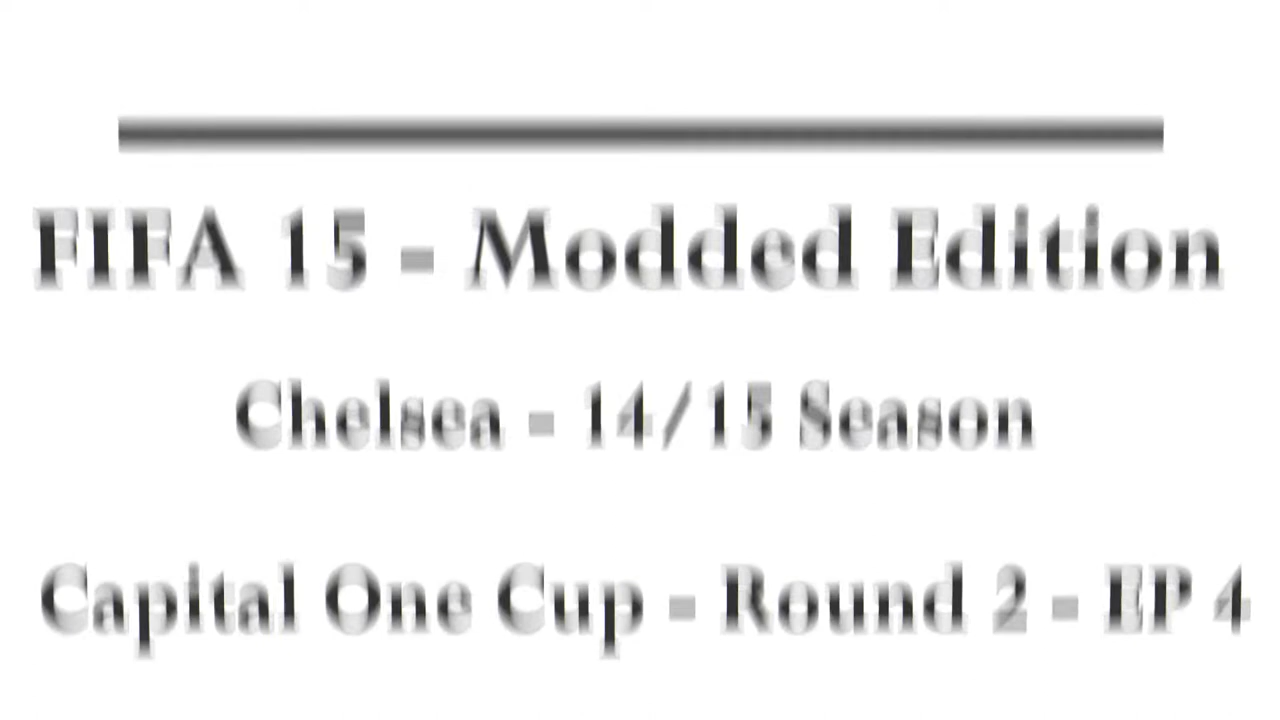 FIFA 15 - Modded Edition
Chelsea - 14/15 Season
Capital One Cup - Round 2 - EP 4